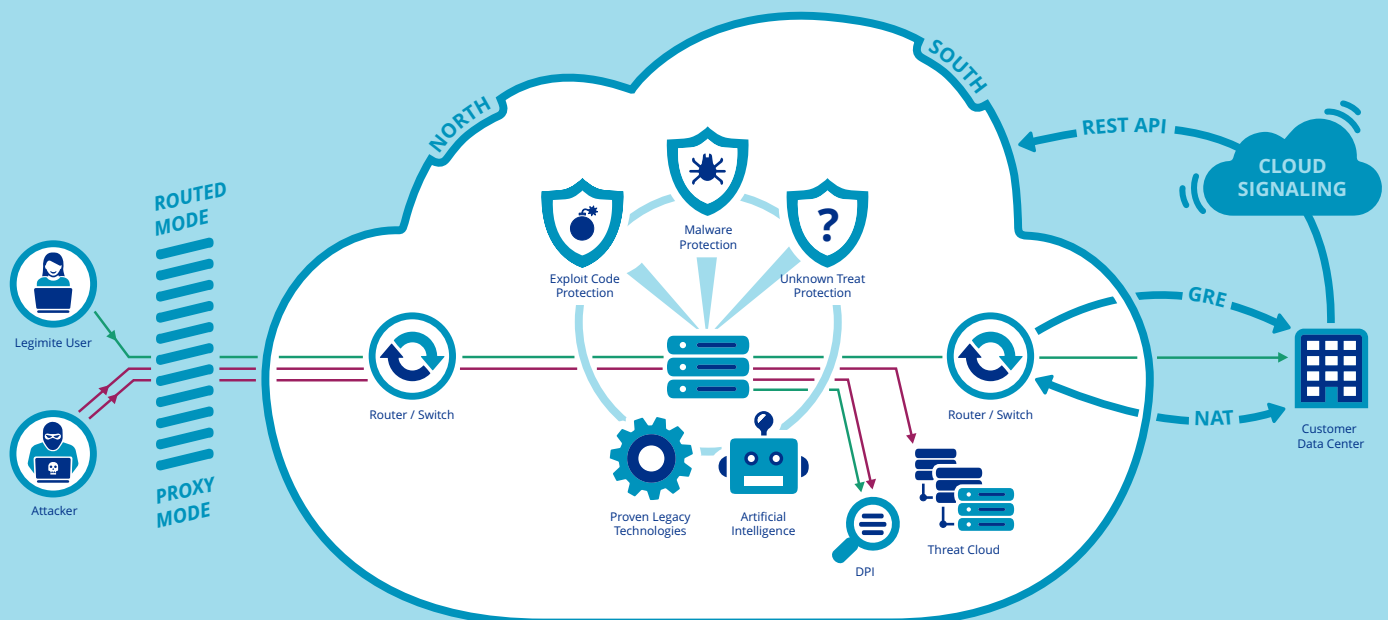 NORTH
SOUTH
REST API
CLOUD
SIGNALING
ROUTED
MODE
Malware
Protection
Exploit Code
Protection
Unknown Treat
Protection
GRE
Legimite User
Router / Switch
Router / Switch
NAT
Customer
Data Center
PROXY
MODE
Attacker
Proven Legacy
Technologies
Artificial
Intelligence
Threat Cloud
DPI